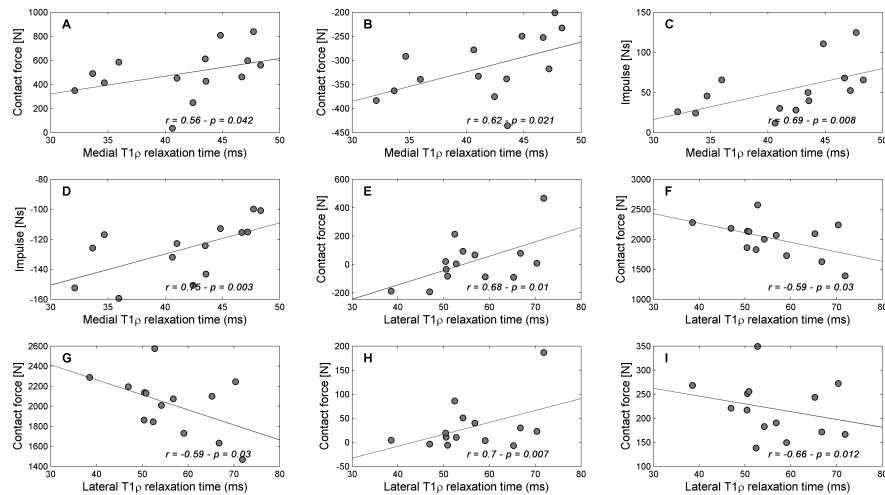 A
Contact force [N]
1000
800
600
400
200
0
r = 0.56 - p = 0.042
30 35 40 45 50
Medial T1ρ relaxation time (ms)
B
Contact force [N]
-200
-250
-300
-350
-400
-450
r = 0.62 - p = 0.021
30 35 40 45 50
Medial T1ρ relaxation time (ms)
C
Impulse [Ns]
150
100
50
0
r = 0.69 - p = 0.008
30 35 40 45 50
Medial T1ρ relaxation time (ms)
D
Impulse [Ns]
-80
-100
-120
-140
-160
r = 0.75 - p = 0.003
30 35 40 45 50
Medial T1ρ relaxation time (ms)
E
Contact force [N]
600
400
200
0
-200
r = 0.68 - p = 0.01
30 40 50 60 70 80
Lateral T1ρ relaxation time (ms)
F
Contact force [N]
3000
2500
2000
1500
1000
r = -0.59 - p = 0.03
30 40 50 60 70 80
Lateral T1ρ relaxation time (ms)
G
Contact force [N]
2600
2400
2200
2000
1800
1600
1400
r = -0.59 - p = 0.03
30 40 50 60 70 80
Lateral T1ρ relaxation time (ms)
H
Contact force [N]
200
150
100
50
0
-50
r = 0.7 - p = 0.007
30 40 50 60 70 80
Lateral T1ρ relaxation time (ms)
I
Contact force [N]
350
300
250
200
150
100
r = -0.66 - p = 0.012
30 40 50 60 70 80
Lateral T1ρ relaxation time (ms)